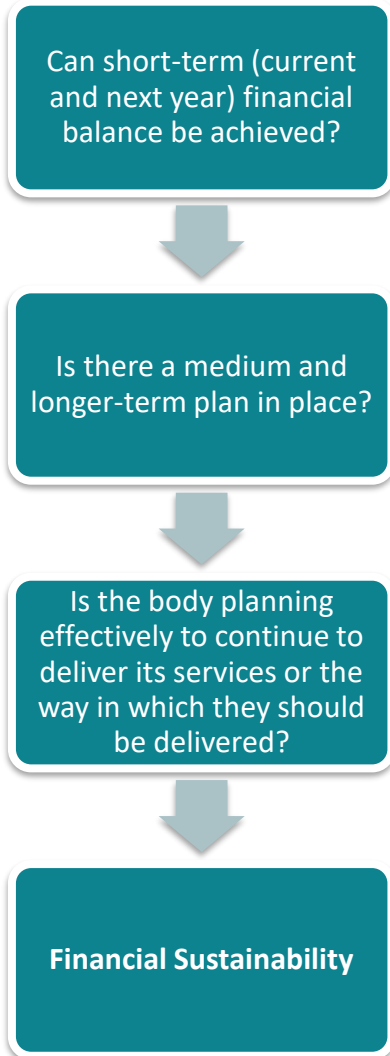 Can short-term (current
and next year) financial
balance be achieved?
Is there a medium and
longer-term plan in place?
Is the body planning
effectively to continue to
deliver its services or the
way in which they should
be delivered?
Financial Sustainability